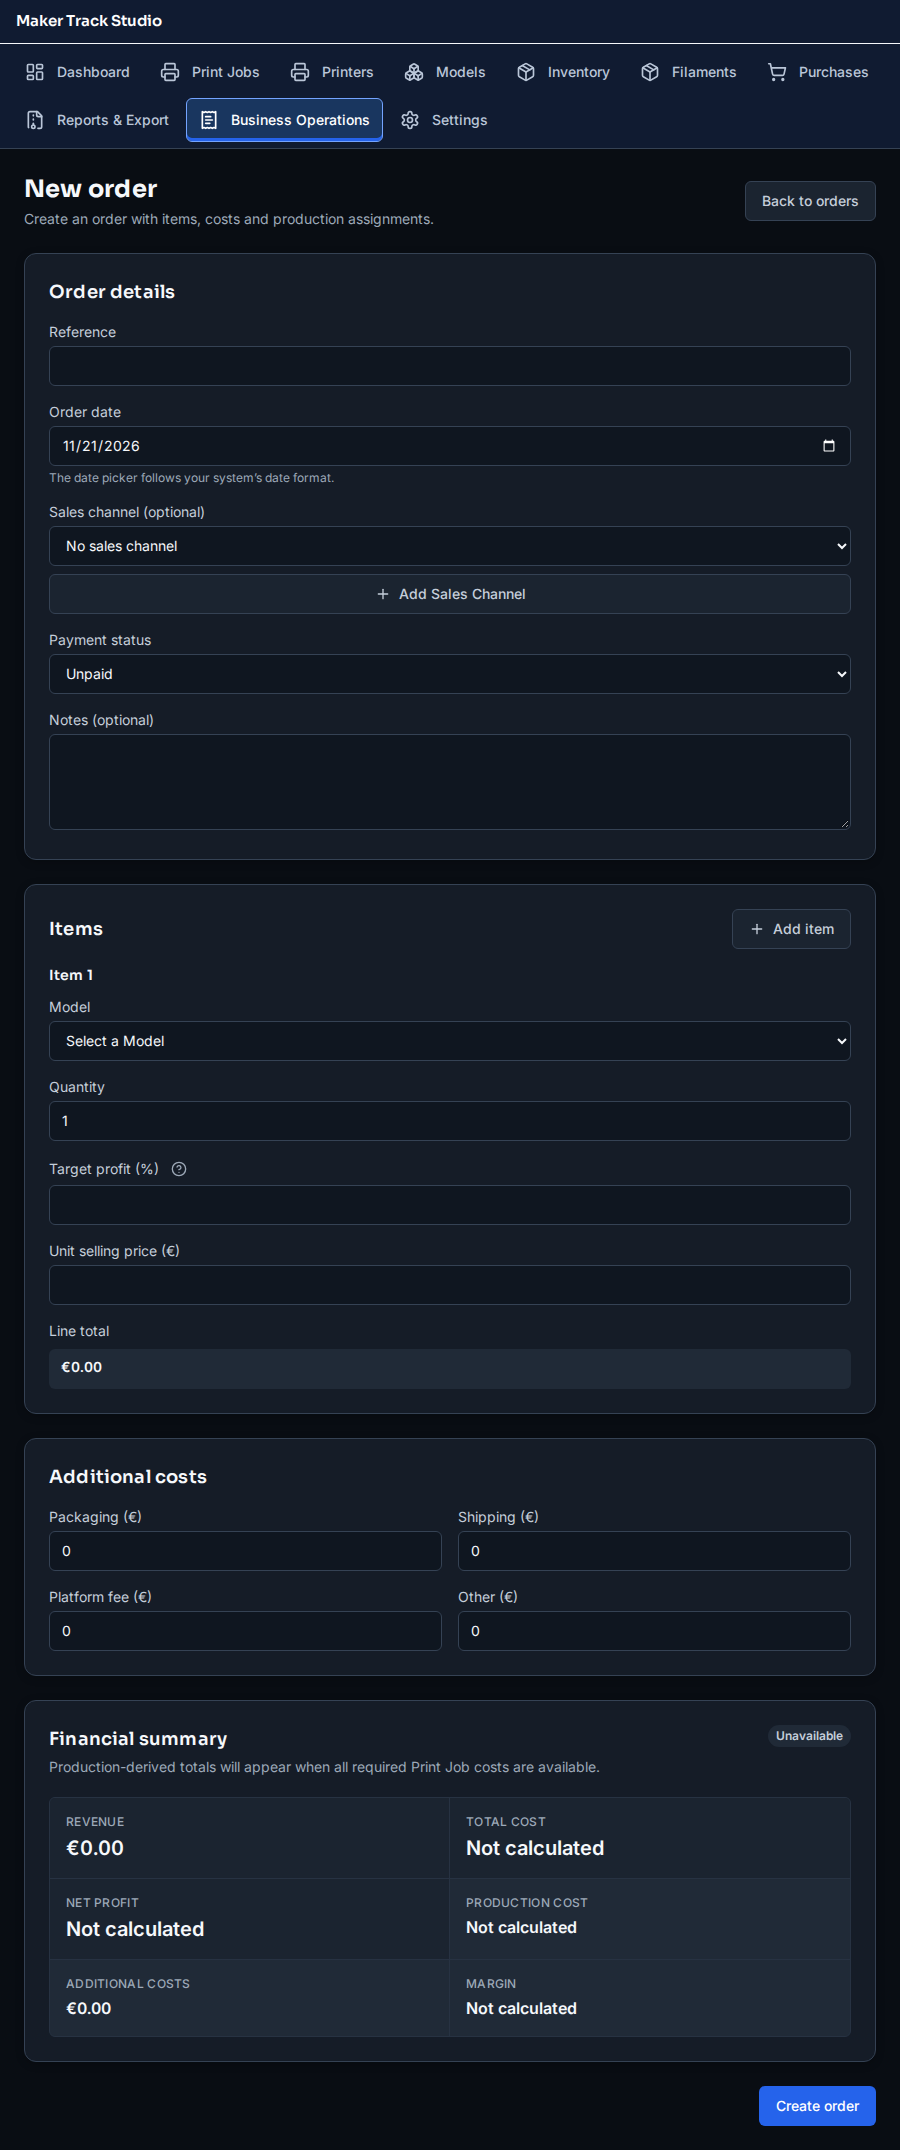 Maker Track Studio
Dashboard
Print Jobs
Printers
Models
Inventory
Filaments
Purchases
Reports & Export
Business Operations
Settings
New order
Create an order with items, costs and production assignments.
Back to orders
Order details
Reference
Order date
11/21/2026
The date picker follows your system’s date format.
Sales channel (optional)
No sales channel
Add Sales Channel
Payment status
Unpaid
Notes (optional)
Items
Add item
Item 1
Model
Select a Model
Quantity
1
Target profit (%)
Unit selling price (€)
Line total
€0.00
Additional costs
Packaging (€)
Shipping (€)
0
0
Platform fee (€)
Other (€)
0
0
Financial summary
Unavailable
Production-derived totals will appear when all required Print Job costs are available.
REVENUE
€0.00
TOTAL COST
Not calculated
NET PROFIT
Not calculated
PRODUCTION COST
Not calculated
ADDITIONAL COSTS
€0.00
MARGIN
Not calculated
Create order